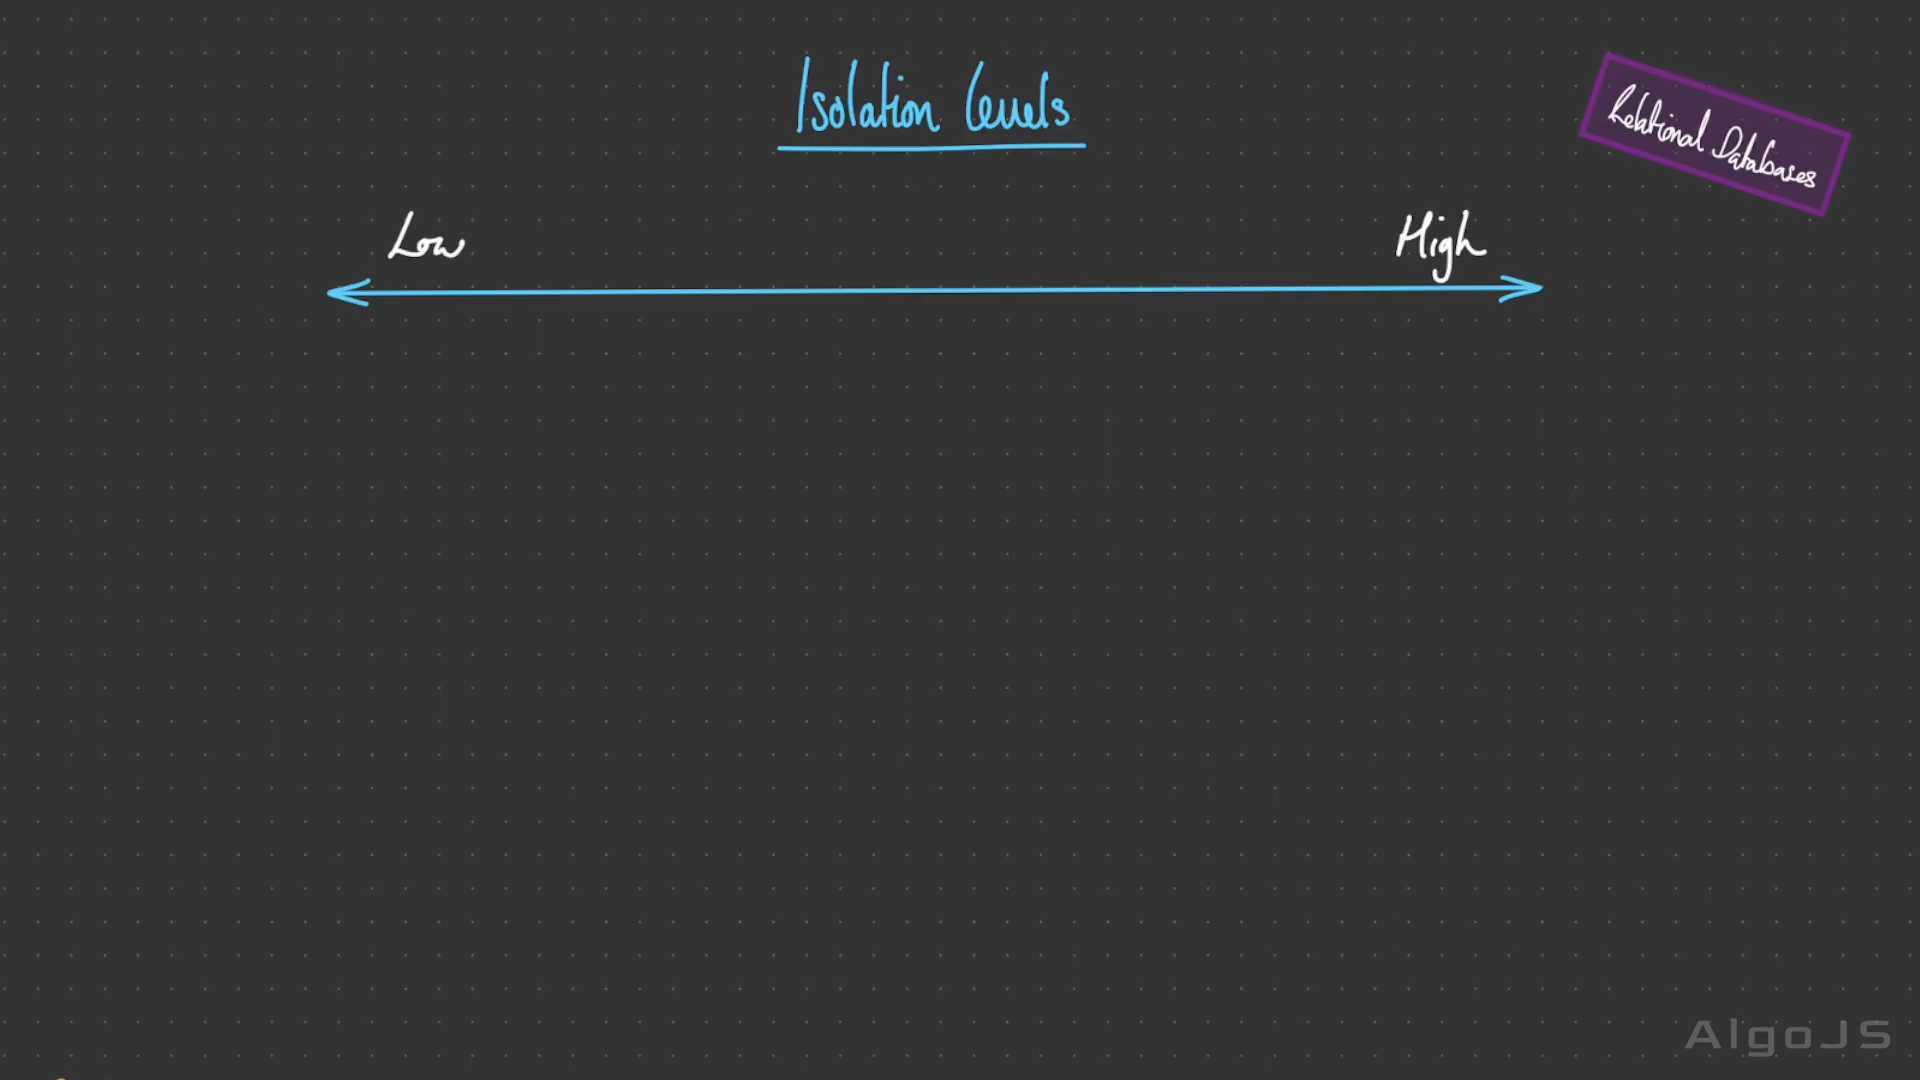 Isolation Levels
Relational Databases
Low
High
AlgoJS